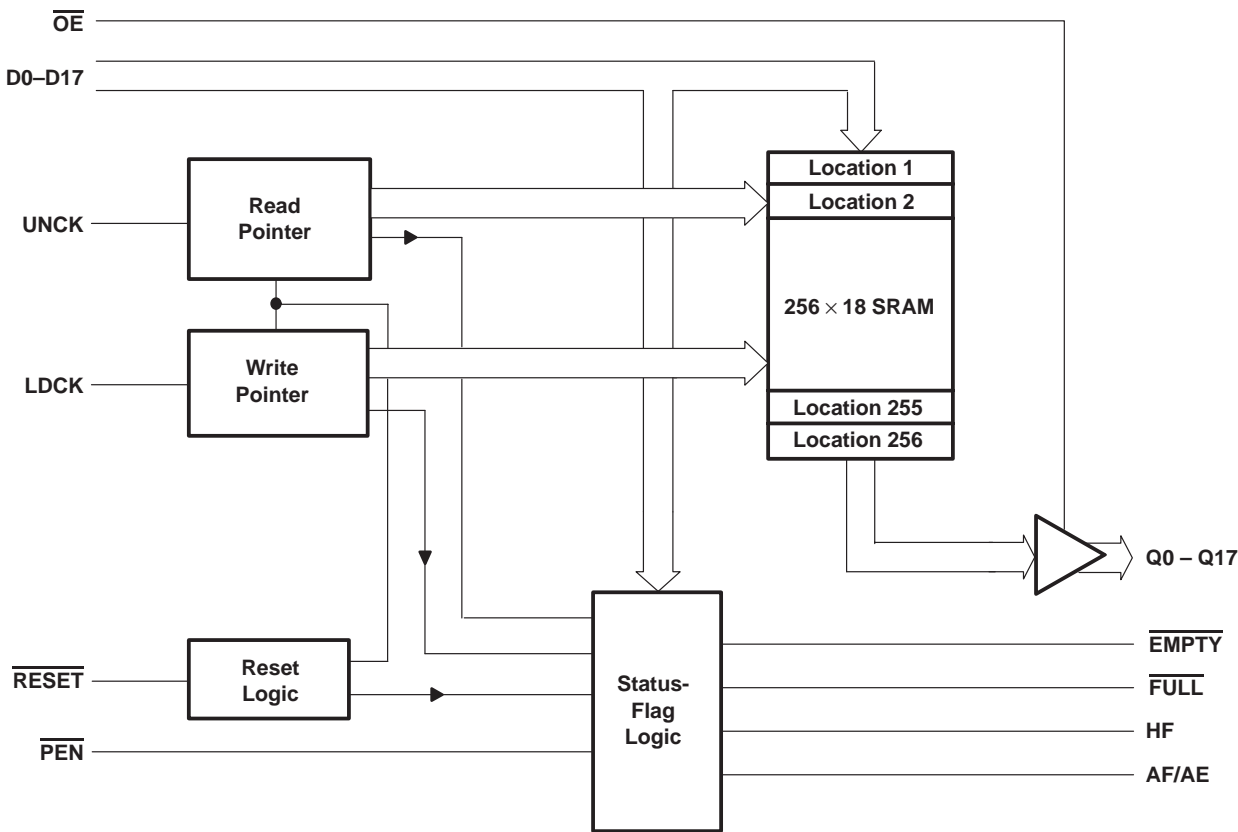 OE
D0–D17
Location 1
Location 2
Read
Pointer
UNCK
256 × 18 SRAM
Write
Pointer
LDCK
Location 255
Location 256
Q0 – Q17
EMPTY
RESET
Reset
Logic
Status-
Flag
Logic
FULL
HF
PEN
AF/AE